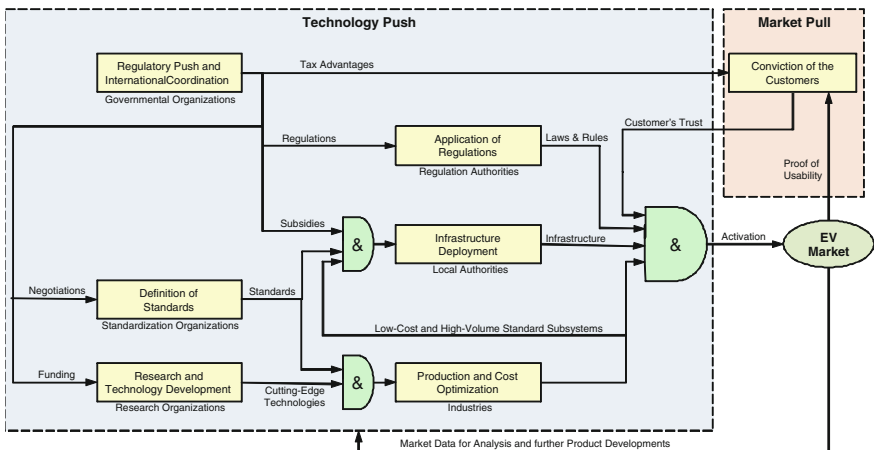 Technology Push
Market Pull
Regulatory Push and
InternationalCoordination
Governmental Organizations
Tax Advantages
Conviction of the
Customers
Customer's Trust
Regulations
Application of
Regulations
Regulation Authorities
Laws & Rules
Proof of
Usability
Subsidies
&
Infrastructure
Deployment
Local Authorities
Infrastructure
&
Activation
EV
Market
Negotiations
Definition of
Standards
Standardization Organizations
Standards
Low-Cost and High-Volume Standard Subsystems
Funding
Research and
Technology Development
Research Organizations
Cutting-Edge
Technologies
&
Production and Cost
Optimization
Industries
Market Data for Analysis and further Product Developments